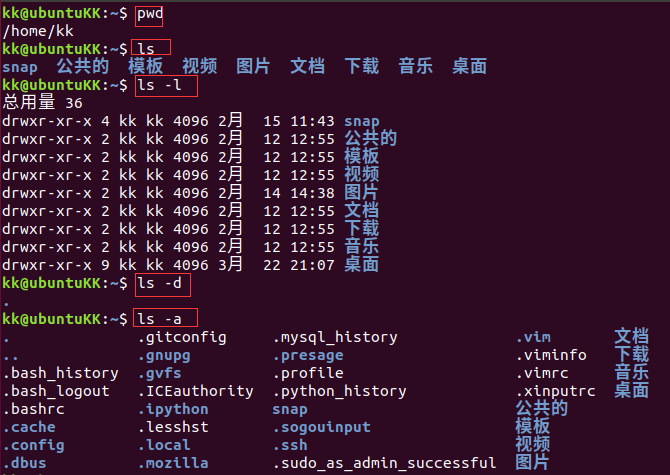 kk@ubuntuKK:~$ pwd
/home/kk
kk@ubuntuKK:~$ ls
snap 公共的 模板 视频 图片 文档 下载 音乐 桌面
kk@ubuntuKK:~$ ls -l
总用量 36
drwxr-xr-x 4 kk kk 4096 2月 15 11:43 snap
drwxr-xr-x 2 kk kk 4096 2月 12 12:55 公共的
drwxr-xr-x 2 kk kk 4096 2月 12 12:55 模板
drwxr-xr-x 2 kk kk 4096 2月 12 12:55 视频
drwxr-xr-x 2 kk kk 4096 2月 14 14:38 图片
drwxr-xr-x 2 kk kk 4096 2月 12 12:55 文档
drwxr-xr-x 2 kk kk 4096 2月 12 12:55 下载
drwxr-xr-x 2 kk kk 4096 2月 12 12:55 音乐
drwxr-xr-x 9 kk kk 4096 3月 22 21:07 桌面
kk@ubuntuKK:~$ ls -d
.
kk@ubuntuKK:~$ ls -a
. .gitconfig .mysql_history .vim 文档
.. .gnupg .presage .viminfo 下载
.bash_history .gvfs .profile .vimrc 音乐
.bash_logout .ICEauthority .python_history .xinputrc 桌面
.bashrc .ipython snap 公共的
.cache .lesshst .sogouinput 模板
.config .local .ssh 视频
.dbus .mozilla .sudo_as_admin_successful 图片